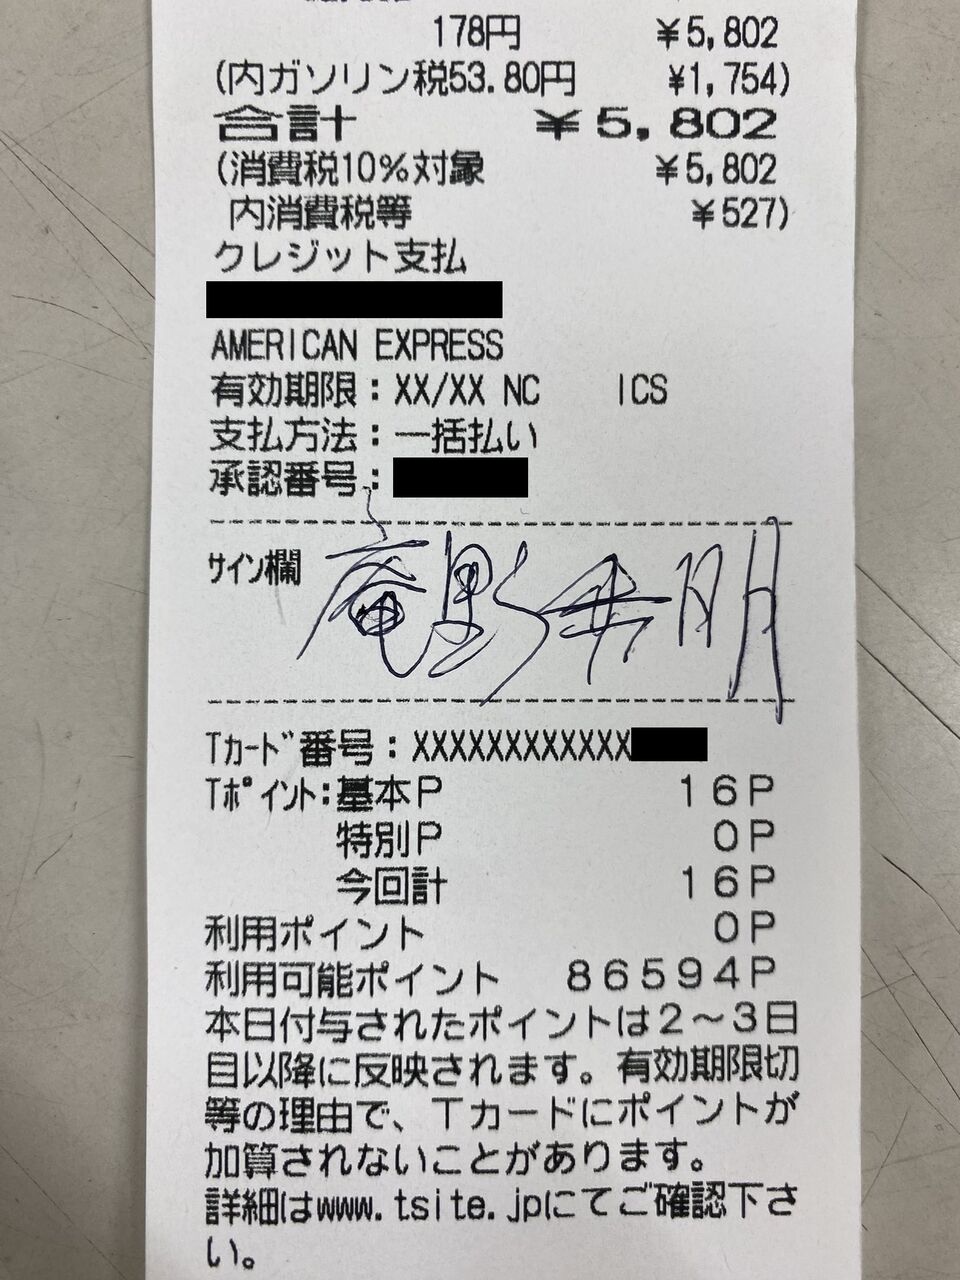 178円 ¥5,802
(内ガソリン税53.80円 ¥1,754)
合計 ¥5,802
(消費税10%対象 ¥5,802
内消費税等 ¥527)
クレジット支払
AMERICAN EXPRESS
有効期限:XX/XX NC ICS
支払方法:一括払い
承認番号:
サイン欄 庵野秀明
Tカード番号:XXXXXXXXXXXX
Tポイント:基本P 16P
特別P 0P
今回計 16P
利用ポイント 0P
利用可能ポイント 86594P
本日付与されたポイントは2～3日
目以降に反映されます。有効期限切
等の理由で、Tカードにポイントが
加算されないことがあります。
詳細はwww.tsite.jpにてご確認下さ
い。